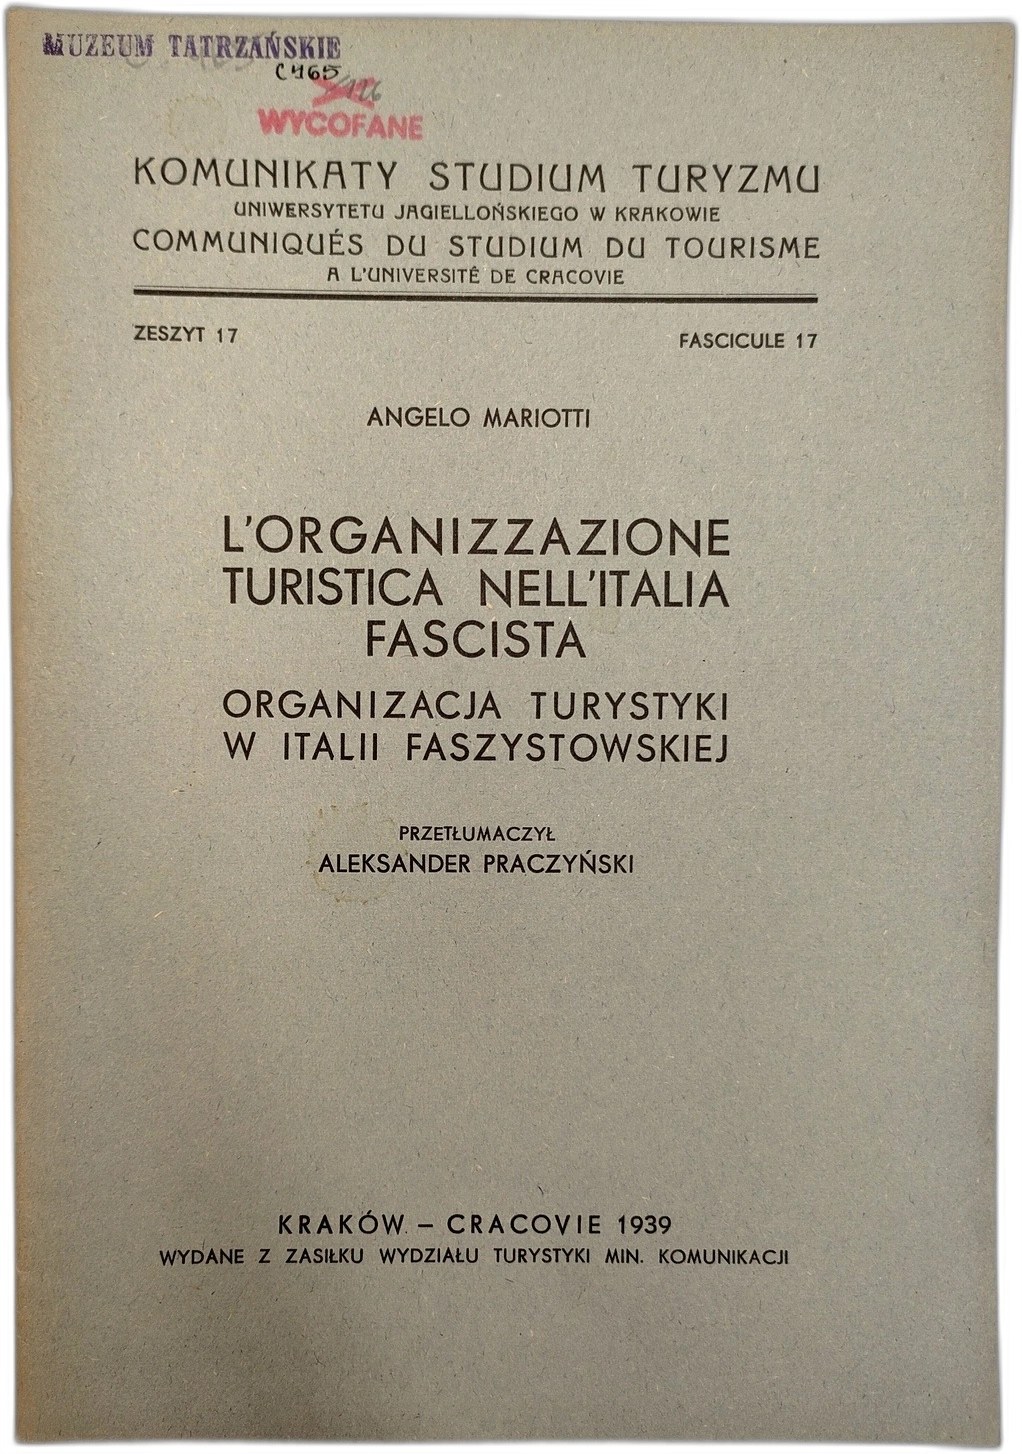 MUZEUM TATRZAŃSKIE
C465
126
WYCOFANE
KOMUNIKATY STUDIUM TURYZMU
UNIWERSYTETU JAGIELLOŃSKIEGO W KRAKOWIE
COMMUNIQUÉS DU STUDIUM DU TOURISME
A L'UNIVERSITÉ DE CRACOVIE
ZESZYT 17 FASCICULE 17
ANGELO MARIOTTI
L'ORGANIZZAZIONE
TURISTICA NELL'ITALIA
FASCISTA
ORGANIZACJA TURYSTYKI
W ITALII FASZYSTOWSKIEJ
PRZETŁUMACZYŁ
ALEKSANDER PRACZYŃSKI
KRAKÓW – CRACOVIE 1939
WYDANE Z ZASIŁKU WYDZIAŁU TURYSTYKI MIN. KOMUNIKACJI